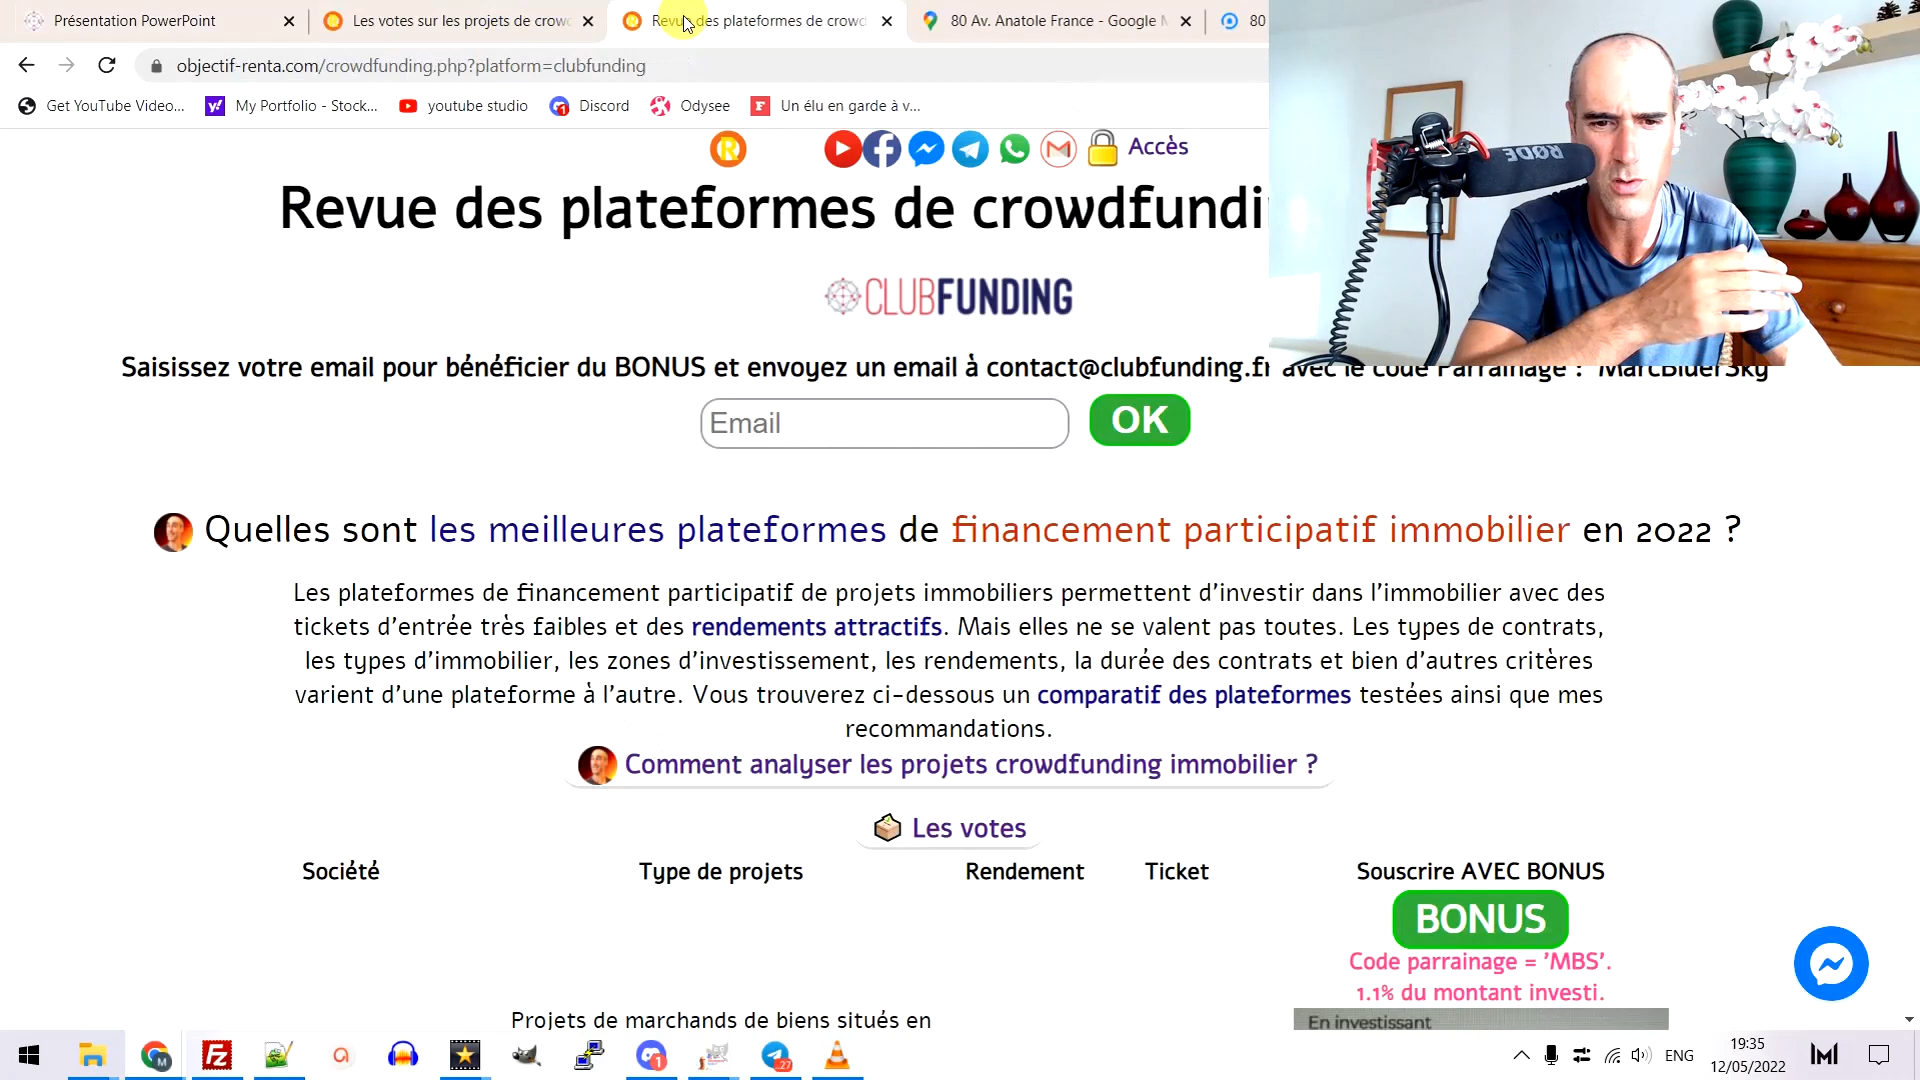 Présentation PowerPoint
Les votes sur les projets de crow
Revue des plateformes de crowd
80 Av. Anatole France - Google M
80
objectif-renta.com/crowdfunding.php?platform=clubfunding
Get YouTube Video...
My Portfolio - Stock...
youtube studio
Discord
Odysee
Un élu en garde à v...
Accès
Revue des plateformes de crowdfundi
RØDE
CLUBFUNDING
Saisissez votre email pour bénéficier du BONUS et envoyez un email à contact@clubfunding.fr avec le code Parrainage : 'MarcBluerSky
Email
OK
Quelles sont les meilleures plateformes de financement participatif immobilier en 2022 ?
Les plateformes de financement participatif de projets immobiliers permettent d'investir dans l'immobilier avec des
tickets d'entrée très faibles et des rendements attractifs. Mais elles ne se valent pas toutes. Les types de contrats,
les types d'immobilier, les zones d'investissement, les rendements, la durée des contrats et bien d'autres critères
varient d'une plateforme à l'autre. Vous trouverez ci-dessous un comparatif des plateformes testées ainsi que mes
recommandations.
Comment analyser les projets crowdfunding immobilier ?
Les votes
Société
Type de projets
Rendement
Ticket
Souscrire AVEC BONUS
BONUS
Code parrainage = 'MBS'.
1.1% du montant investi.
Projets de marchands de biens situés en
En investissant
ENG
19:35
12/05/2022